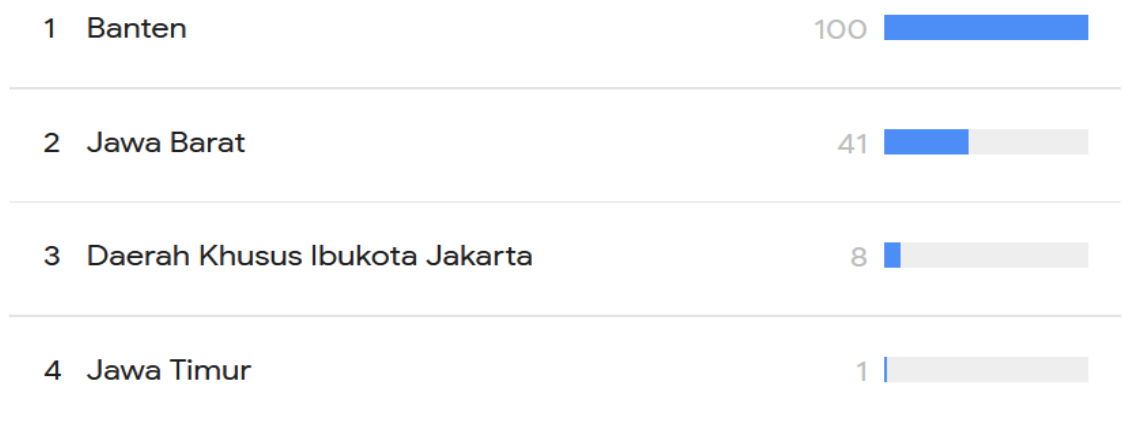 1 Banten 100
2 Jawa Barat 41
3 Daerah Khusus Ibukota Jakarta 8
4 Jawa Timur 1